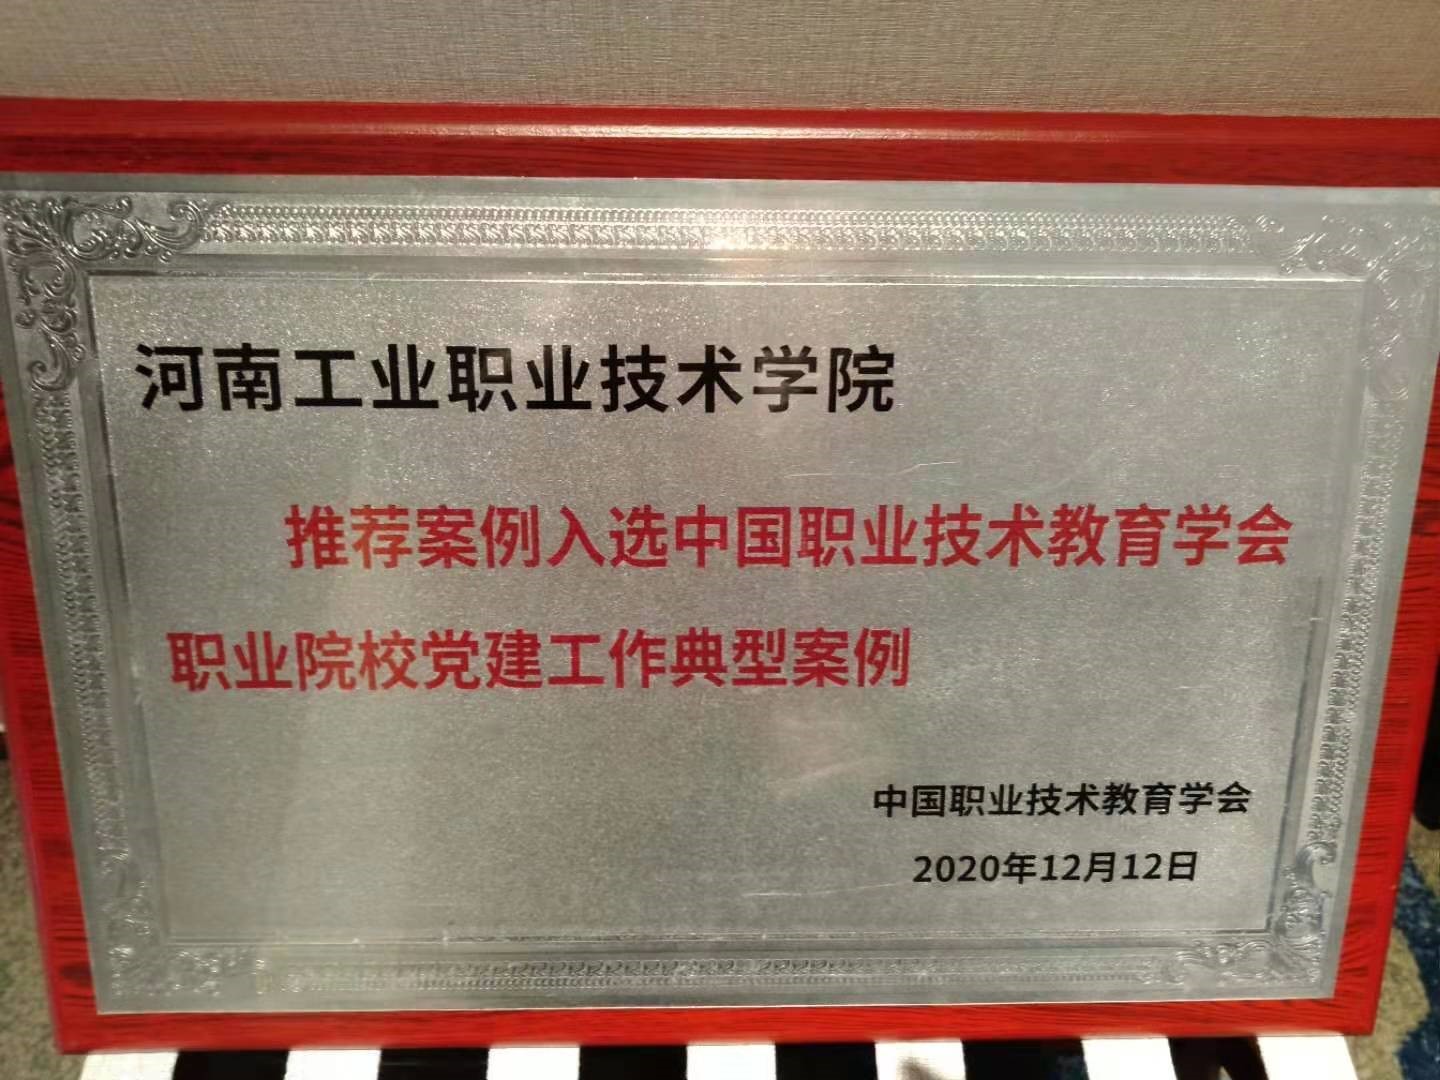 河南工业职业技术学院
推荐案例入选中国职业技术教育学会
职业院校党建工作典型案例
中国职业技术教育学会
2020年12月12日